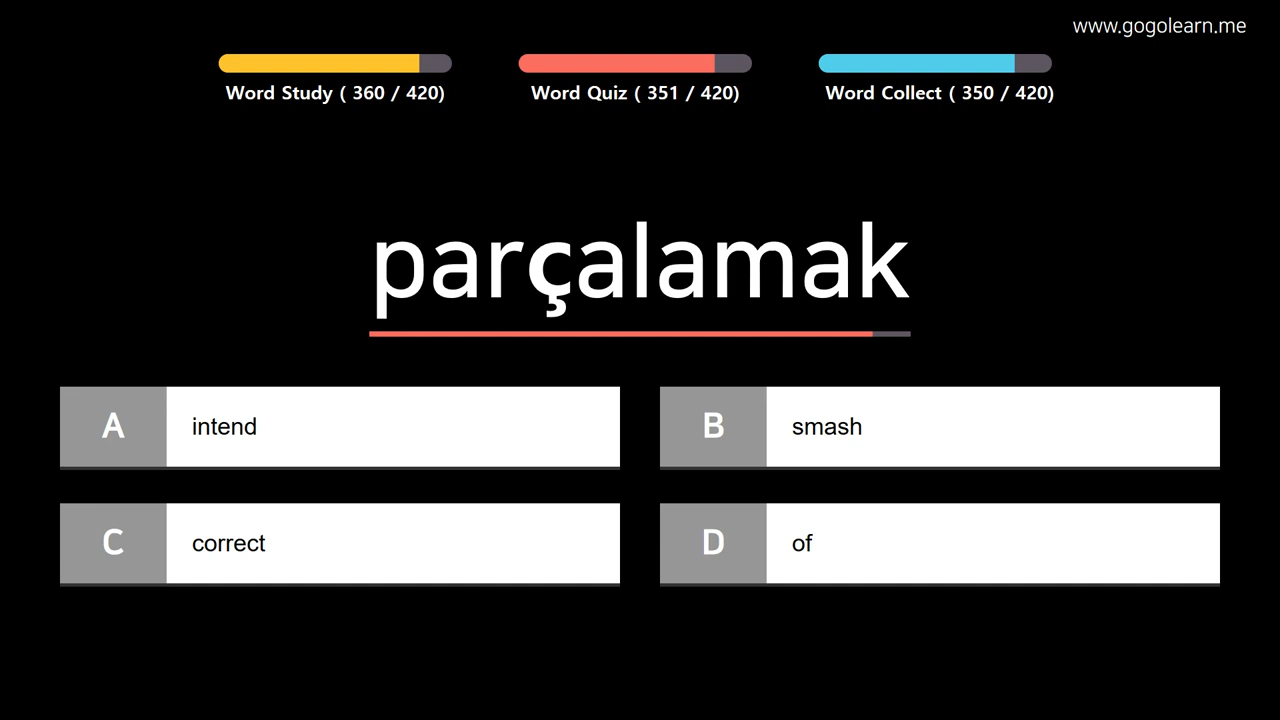 www.gogolearn.me
Word Study ( 360 / 420)
Word Quiz ( 351 / 420)
Word Collect ( 350 / 420)
parçalamak
A intend
B smash
C correct
D of